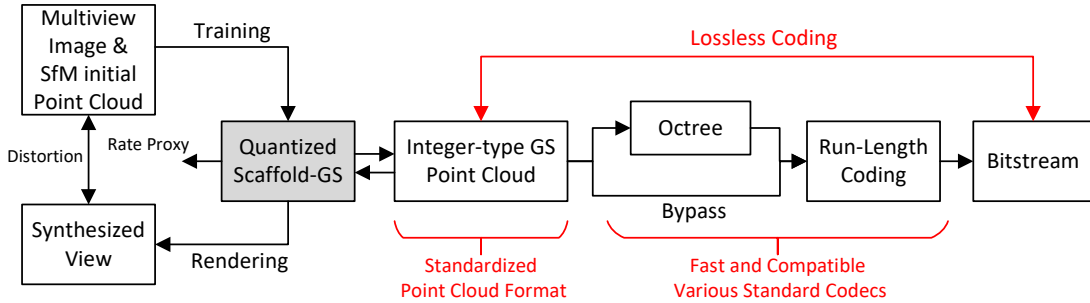 Multiview
Image &
SfM initial
Point Cloud
Training
Lossless Coding
Distortion
Rate Proxy
Quantized
Scaffold-GS
Integer-type GS
Point Cloud
Octree
Bypass
Run-Length
Coding
Bitstream
Synthesized
View
Rendering
Standardized
Point Cloud Format
Fast and Compatible
Various Standard Codecs